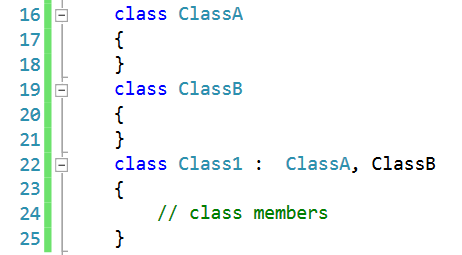 16 class ClassA
17 {
18 }
19 class ClassB
20 {
21 }
22 class Class1 :  ClassA, ClassB
23 {
24     // class members
25 }